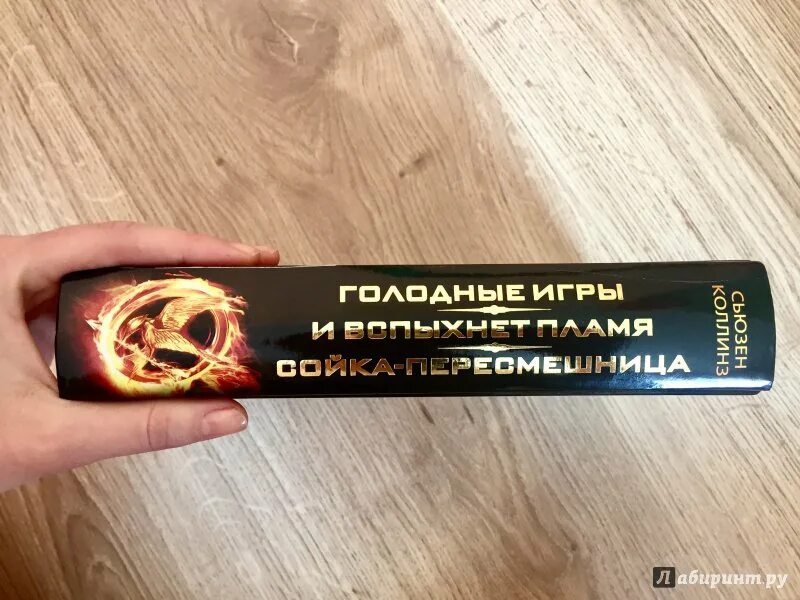 ГОЛОДНЫЕ ИГРЫ
И ВСПЫХНЕТ ПЛАМЯ
СОЙКА-ПЕРЕСМЕШНИЦА
СЬЮЗЕН
КОЛЛИНЗ
Лабиринт.ру